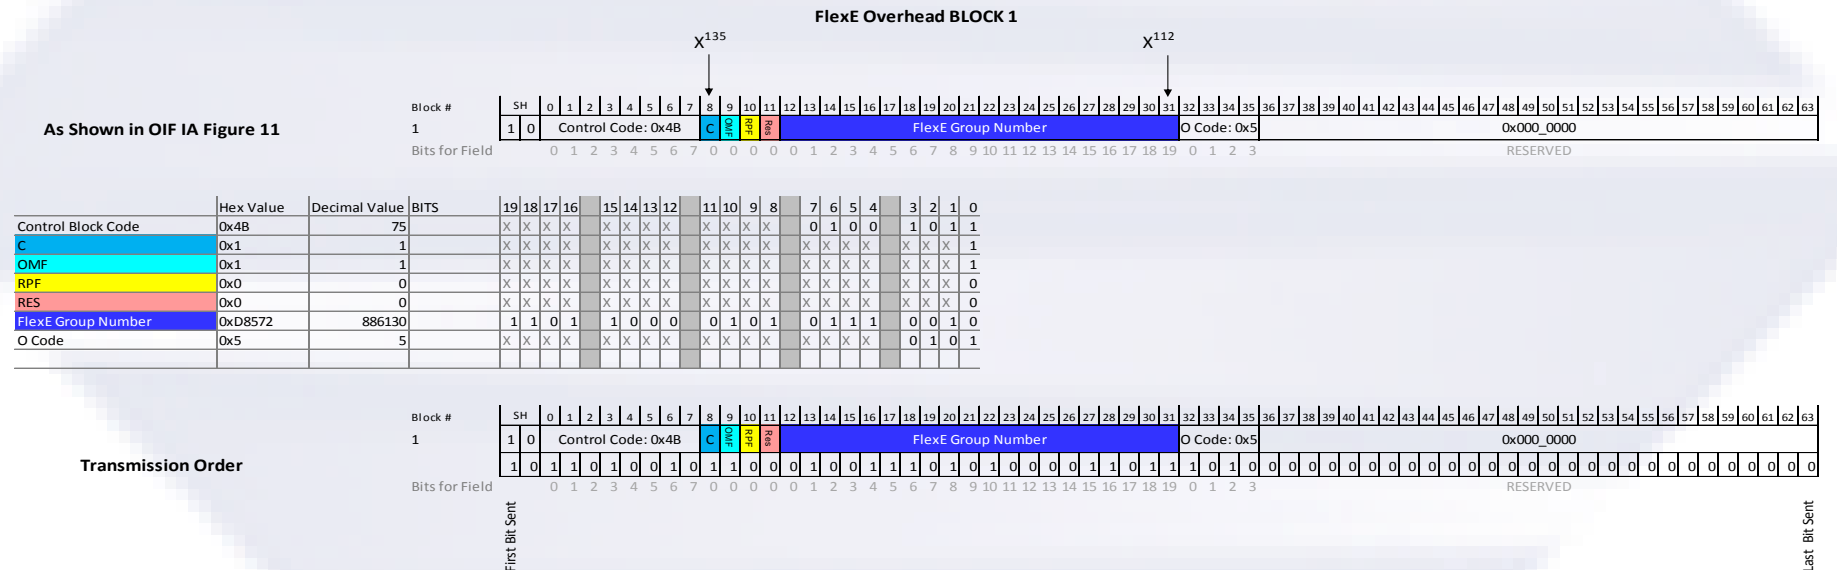 FlexE Overhead BLOCK 1
X135 X112
Block # SH 0 1 2 3 4 5 6 7 8 9 10 11 12 13 14 15 16 17 18 19 20 21 22 23 24 25 26 27 28 29 30 31 32 33 34 35 36 37 38 39 40 41 42 43 44 45 46 47 48 49 50 51 52 53 54 55 56 57 58 59 60 61 62 63
As Shown in OIF IA Figure 11 1 1 0 Control Code: 0x4B C OMF RPF Res FlexE Group Number O Code: 0x5 0x000_0000
Bits for Field 0 1 2 3 4 5 6 7 0 0 0 0 0 1 2 3 4 5 6 7 8 9 10 11 12 13 14 15 16 17 18 19 0 1 2 3 RESERVED
Hex Value Decimal Value BITS 19 18 17 16 15 14 13 12 11 10 9 8 7 6 5 4 3 2 1 0
Control Block Code 0x4B 75 X X X X X X X X X X X X 0 1 0 0 1 0 1 1
C 0x1 1 X X X X X X X X X X X X X X X X X X X 1
OMF 0x1 1 X X X X X X X X X X X X X X X X X X X 1
RPF 0x0 0 X X X X X X X X X X X X X X X X X X X 0
RES 0x0 0 X X X X X X X X X X X X X X X X X X X 0
FlexE Group Number 0xD8572 886130 1 1 0 1 1 0 0 0 0 1 0 1 0 1 1 1 0 0 1 0
O Code 0x5 5 X X X X X X X X X X X X X X X X 0 1 0 1
Block # SH 0 1 2 3 4 5 6 7 8 9 10 11 12 13 14 15 16 17 18 19 20 21 22 23 24 25 26 27 28 29 30 31 32 33 34 35 36 37 38 39 40 41 42 43 44 45 46 47 48 49 50 51 52 53 54 55 56 57 58 59 60 61 62 63
1 1 0 Control Code: 0x4B C OMF RPF Res FlexE Group Number O Code: 0x5 0x000_0000
Transmission Order 1 0 1 1 0 1 0 0 1 0 1 1 0 0 0 1 0 0 1 1 1 0 1 0 1 0 0 0 0 1 1 0 1 1 1 0 1 0 0 0 0 0 0 0 0 0 0 0 0 0 0 0 0 0 0 0 0 0 0 0 0 0 0 0 0 0
Bits for Field 0 1 2 3 4 5 6 7 0 0 0 0 0 1 2 3 4 5 6 7 8 9 10 11 12 13 14 15 16 17 18 19 0 1 2 3 RESERVED
First Bit Sent
Last Bit Sent